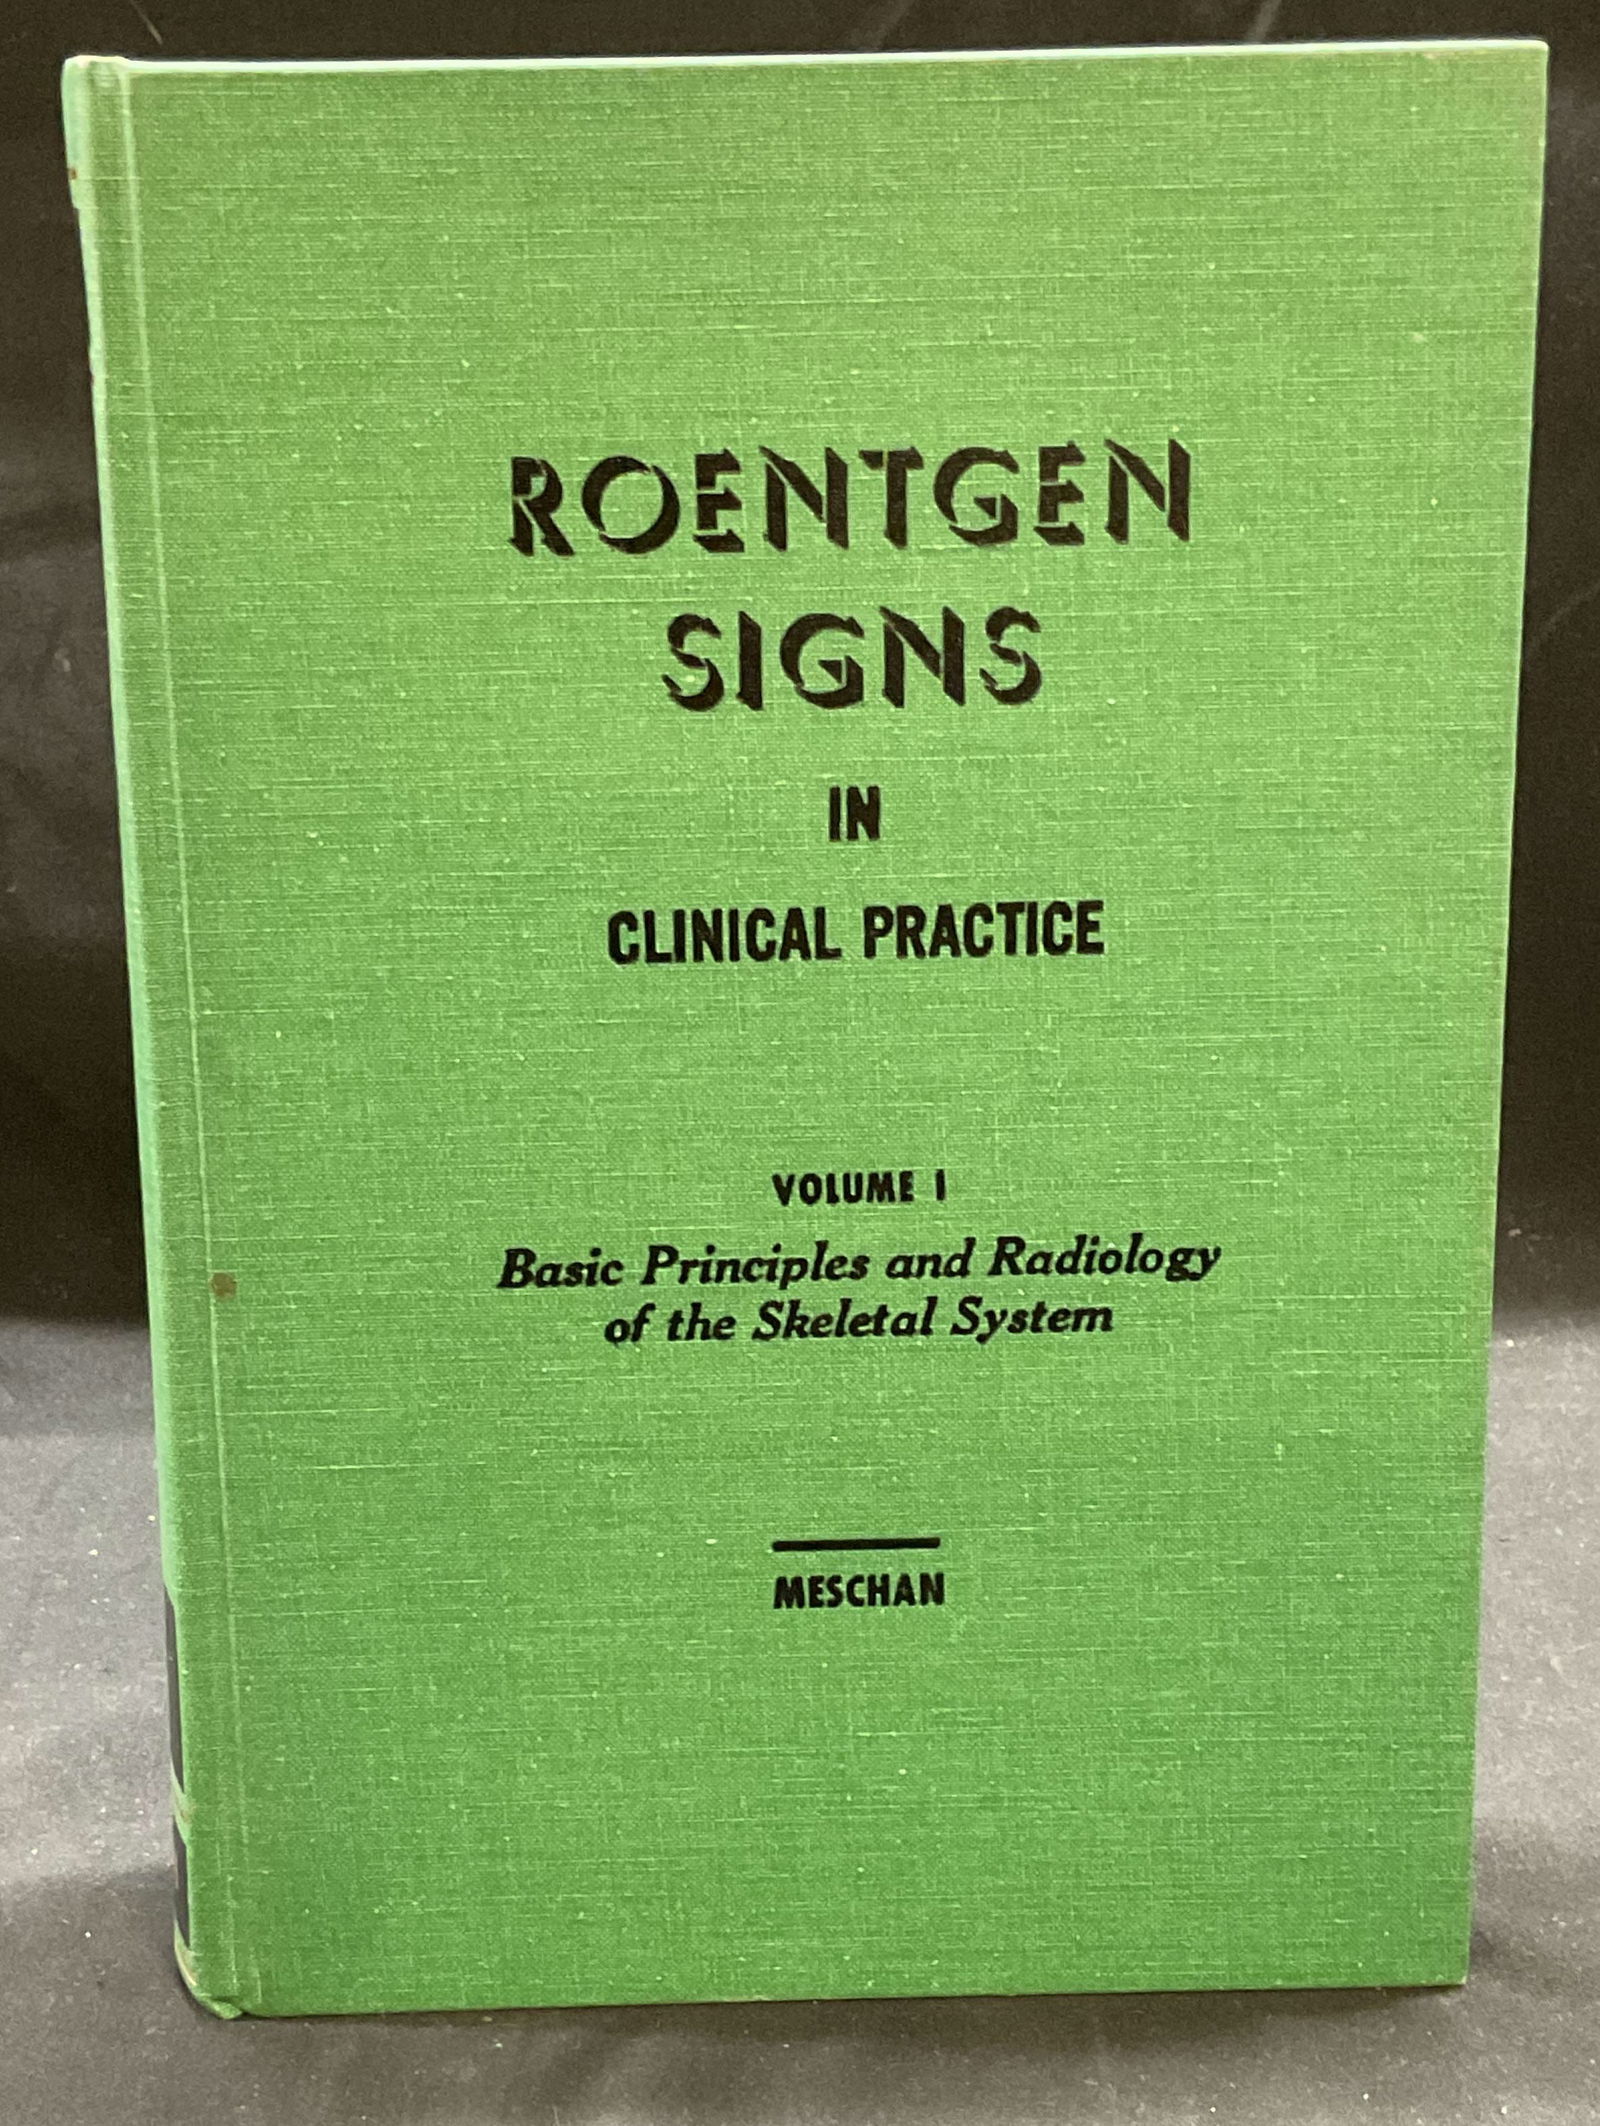 ROENTGEN
SIGNS
IN
CLINICAL PRACTICE
VOLUME I
Basic Principles and Radiology
of the Skeletal System
MESCHAN